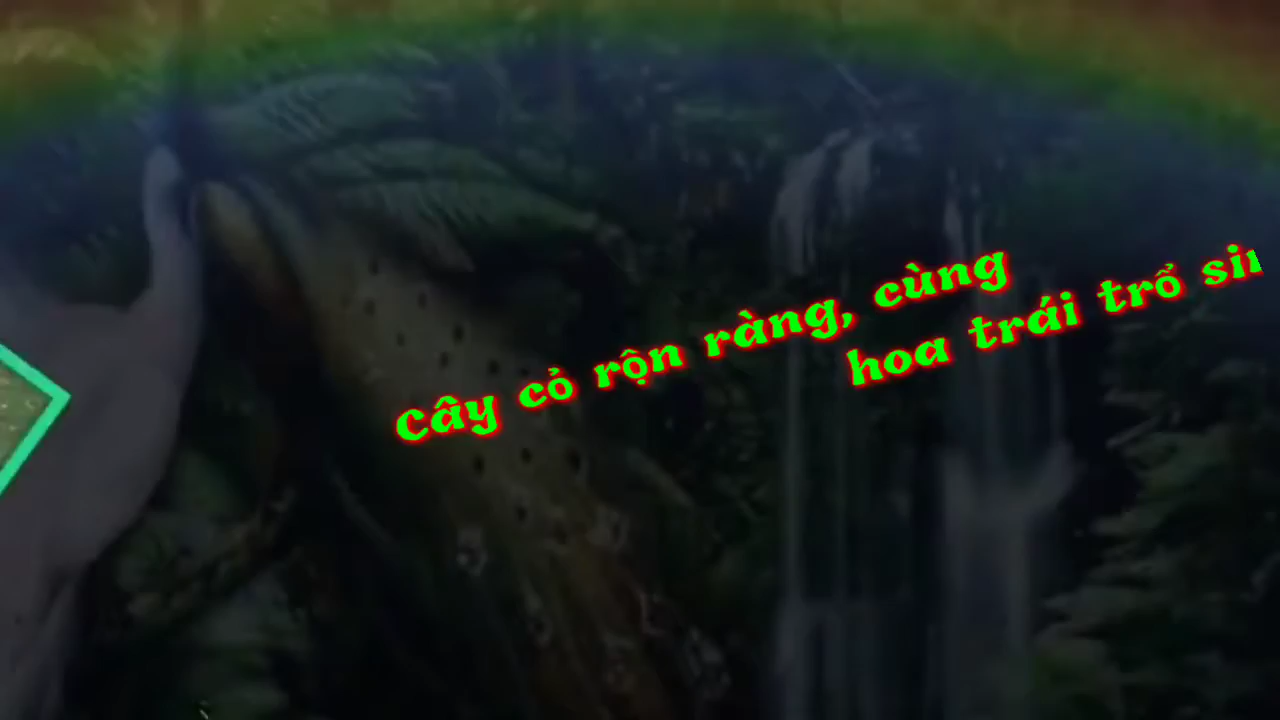 Cây cỏ rộn ràng, cùng
hoa trái trổ